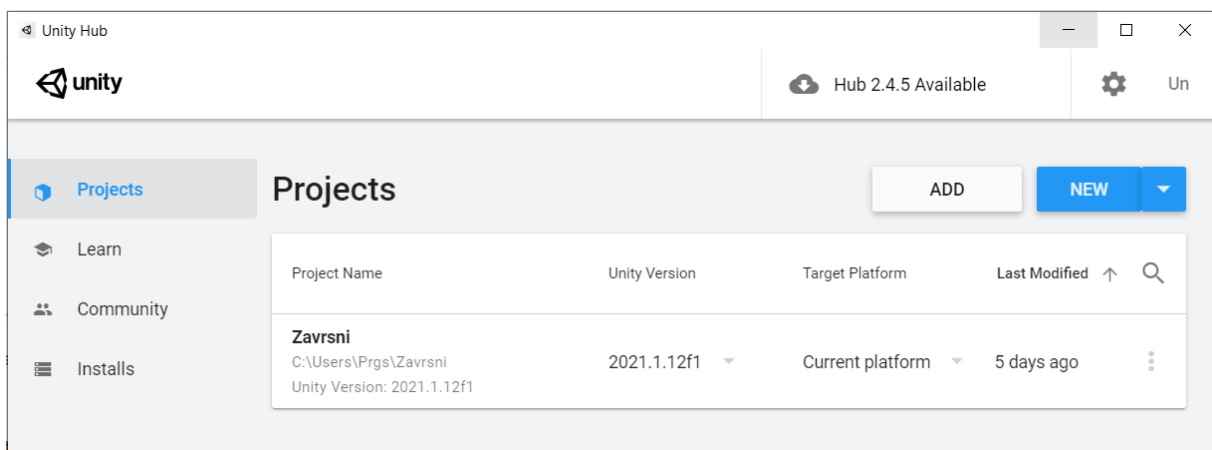 Unity Hub
unity
Hub 2.4.5 Available
Un
Projects
Learn
Community
Installs
Projects
ADD
NEW
Project Name Unity Version Target Platform Last Modified
Zavrsni
C:\Users\Prgs\Zavrsni
Unity Version: 2021.1.12f1
2021.1.12f1 Current platform 5 days ago